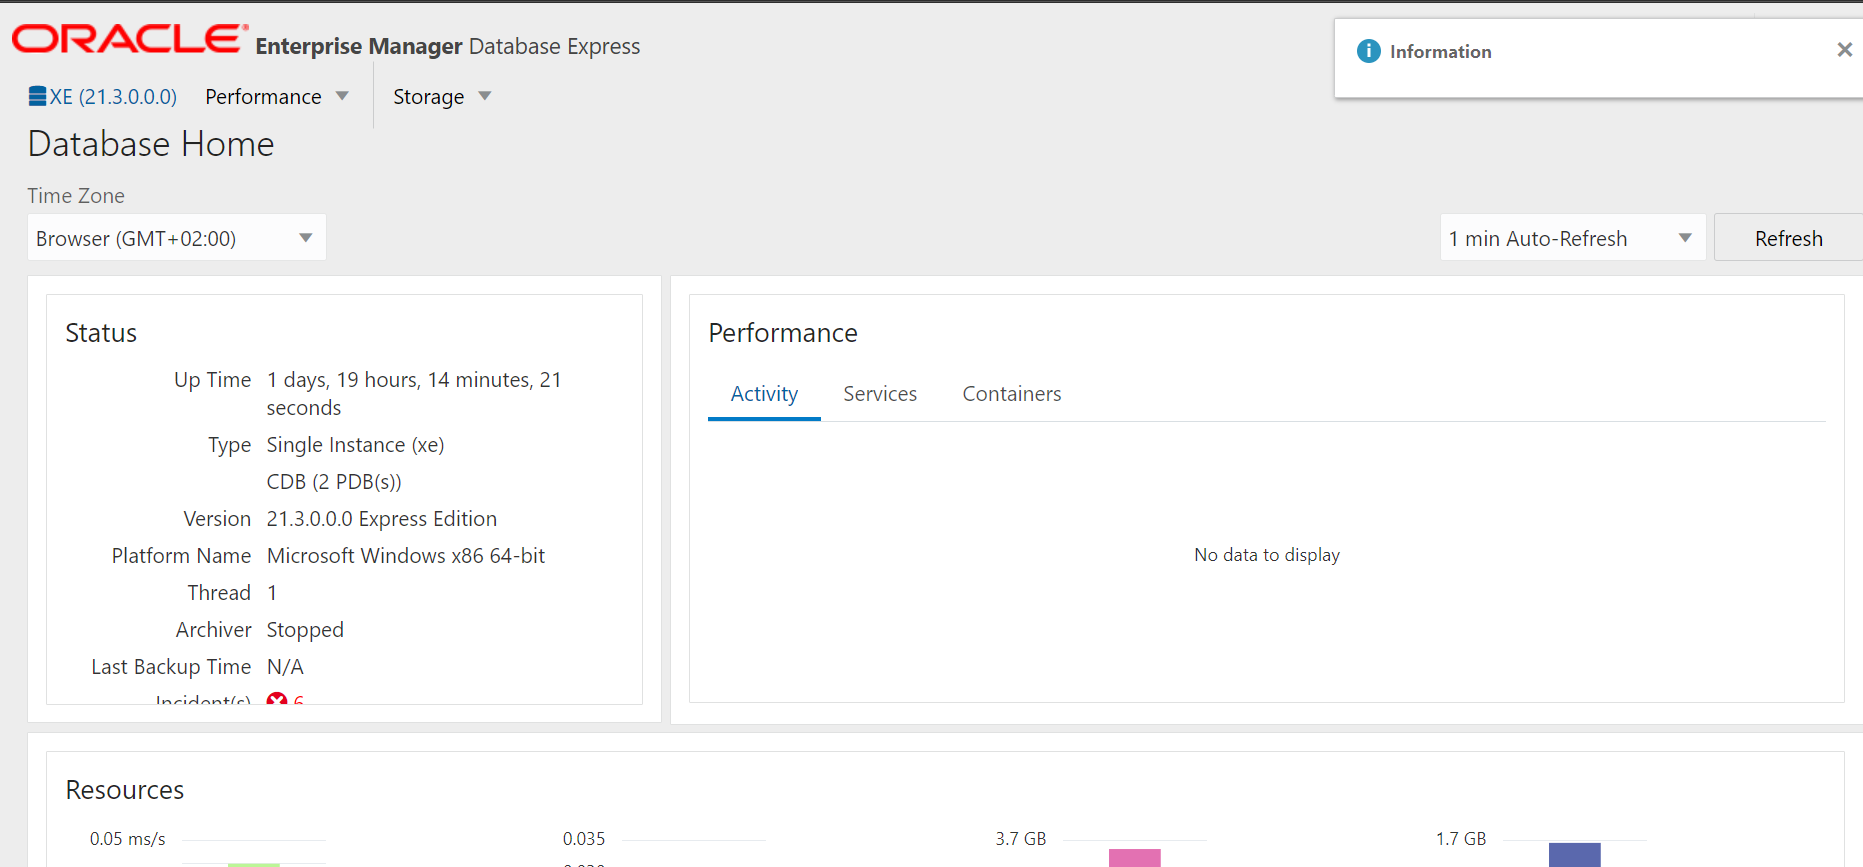 ORACLE Enterprise Manager Database Express
Information
XE (21.3.0.0.0) Performance Storage
Database Home
Time Zone
Browser (GMT+02:00)
1 min Auto-Refresh Refresh
Status
Up Time 1 days, 19 hours, 14 minutes, 21
seconds
Type Single Instance (xe)
CDB (2 PDB(s))
Version 21.3.0.0.0 Express Edition
Platform Name Microsoft Windows x86 64-bit
Thread 1
Archiver Stopped
Last Backup Time N/A
Incident(s) 6
Performance
Activity Services Containers
No data to display
Resources
0.05 ms/s 0.035 3.7 GB 1.7 GB